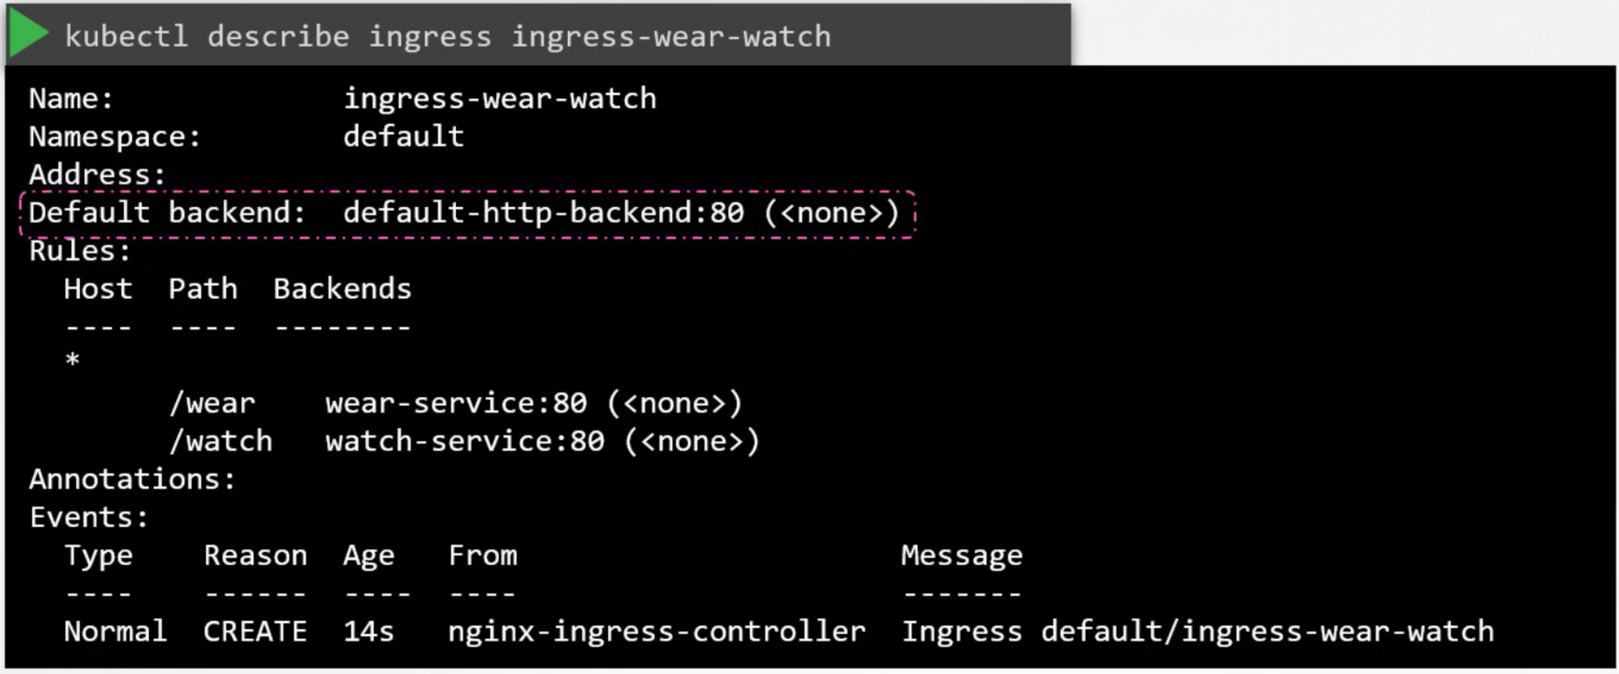 kubectl describe ingress ingress-wear-watch
Name:             ingress-wear-watch
Namespace:        default
Address:
Default backend:  default-http-backend:80 (<none>)
Rules:
  Host  Path  Backends
  ----  ----  --------
  *
        /wear    wear-service:80 (<none>)
        /watch   watch-service:80 (<none>)
Annotations:
Events:
  Type    Reason  Age   From                      Message
  ----    ------  ----  ----                      -------
  Normal  CREATE  14s   nginx-ingress-controller  Ingress default/ingress-wear-watch